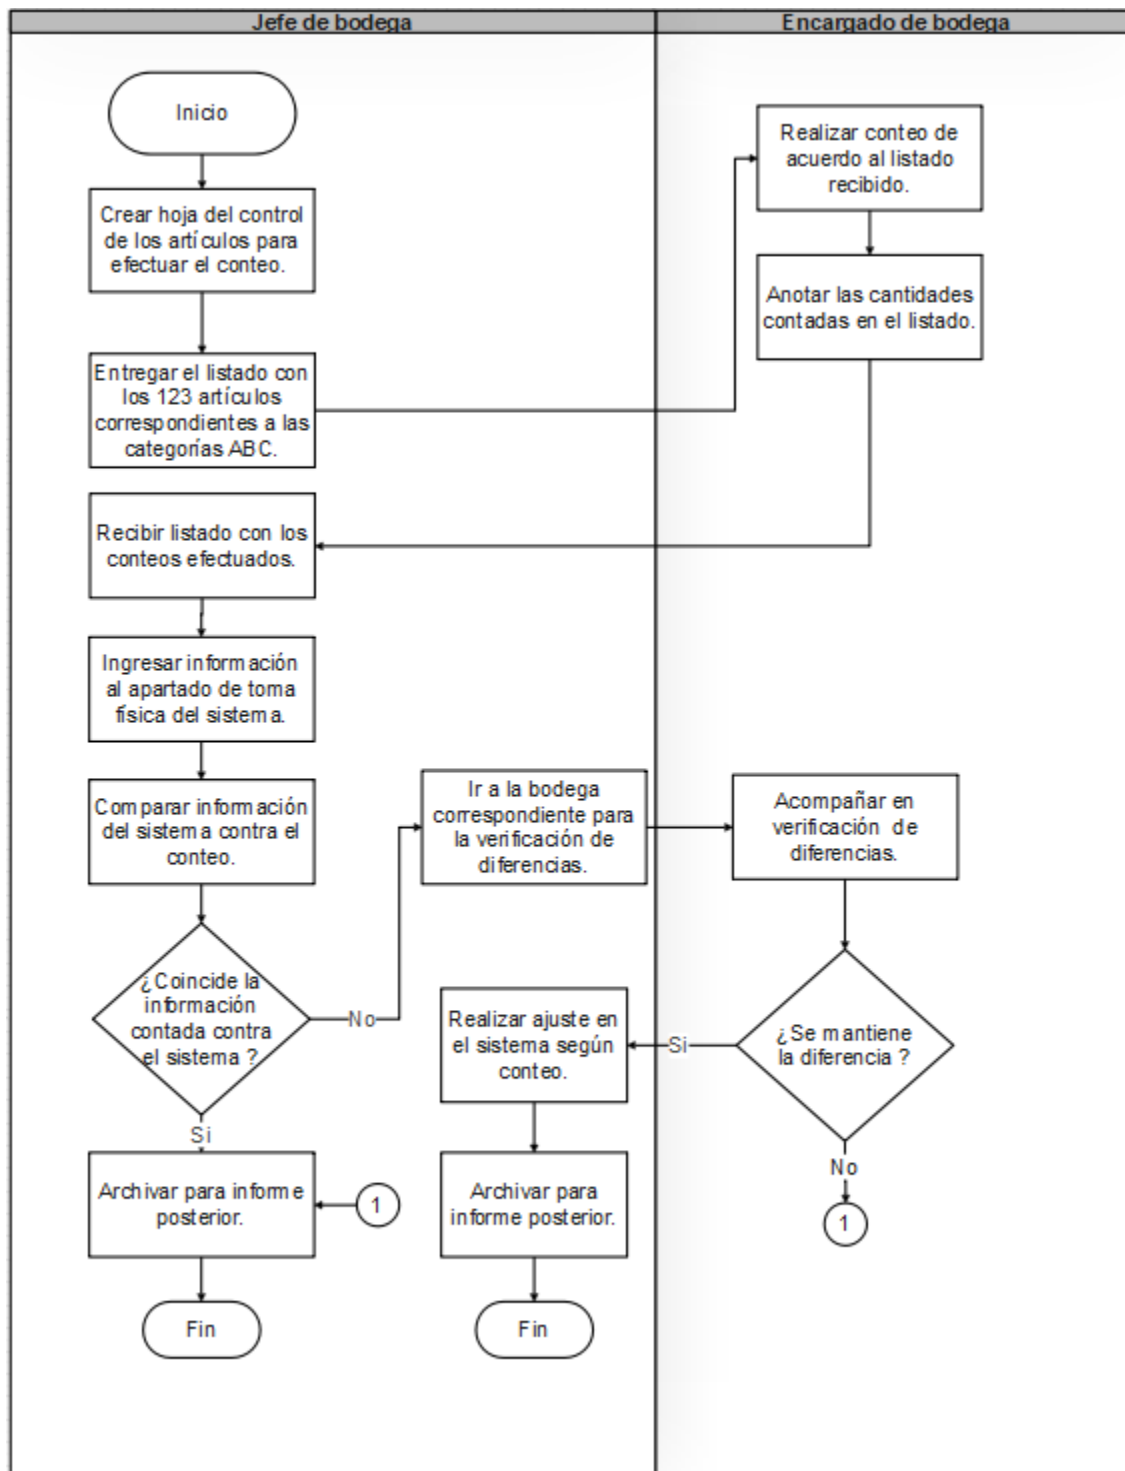 Jefe de bodega
Encargado de bodega
Inicio
Crear hoja del control
de los artículos para
efectuar el conteo.
Entregar el listado con
los 123 artículos
correspondientes a las
categorías ABC.
Realizar conteo de
acuerdo al listado
recibido.
Anotar las cantidades
contadas en el listado.
Recibir listado con los
conteos efectuados.
Ingresar información
al apartado de toma
física del sistema.
Comparar información
del sistema contra el
conteo.
¿Coincide la
información
contada contra
el sistema ?
No
Ir a la bodega
correspondiente para
la verificación de
diferencias.
Acompañar en
verificación de
diferencias.
¿Se mantiene
la diferencia ?
Si
Realizar ajuste en
el sistema según
conteo.
Archivar para
informe posterior.
Fin
No
1
Si
Archivar para informe
posterior.
1
Fin